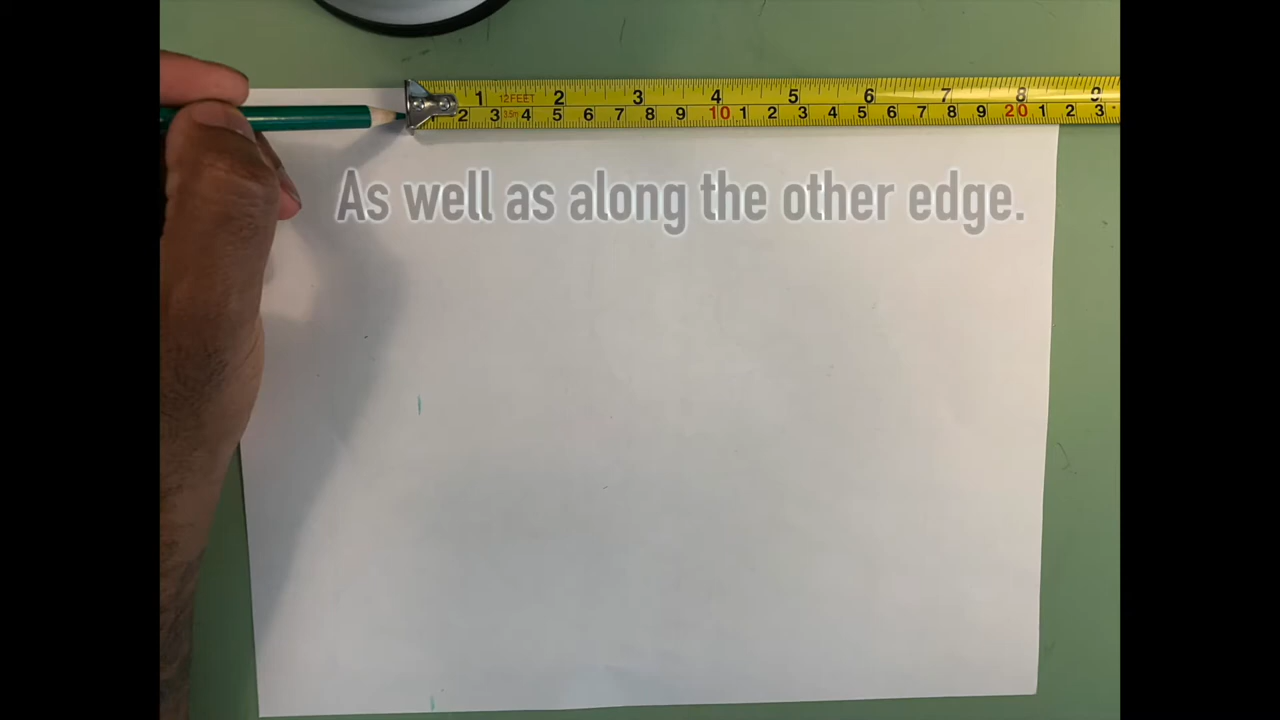 1 12FEET 2 3 4 5 6 7 8 9
2 3 3.5m 4 5 6 7 8 9 10 1 2 3 4 5 6 7 8 9 20 1 2 3
As well as along the other edge.